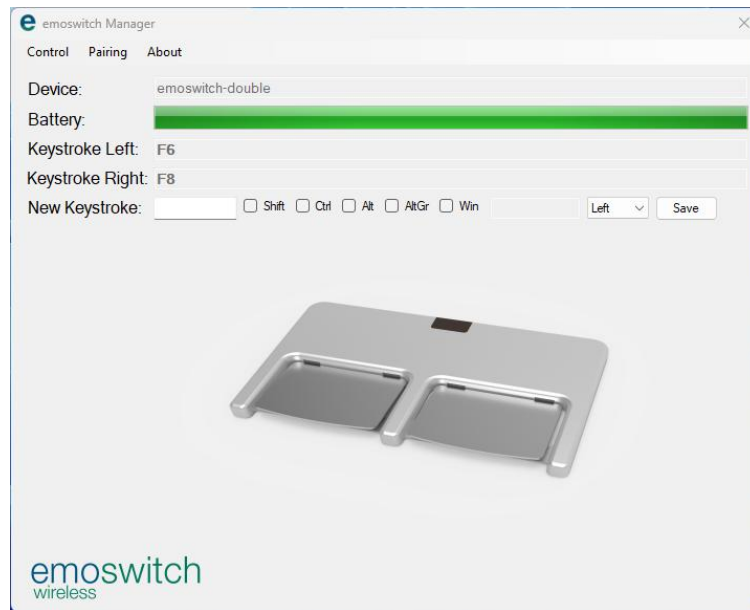 e emoswitch Manager
Control Pairing About
Device: emoswitch-double
Battery:
Keystroke Left: F6
Keystroke Right: F8
New Keystroke: Shift Ctrl Alt AltGr Win Left Save
emoswitch
wireless